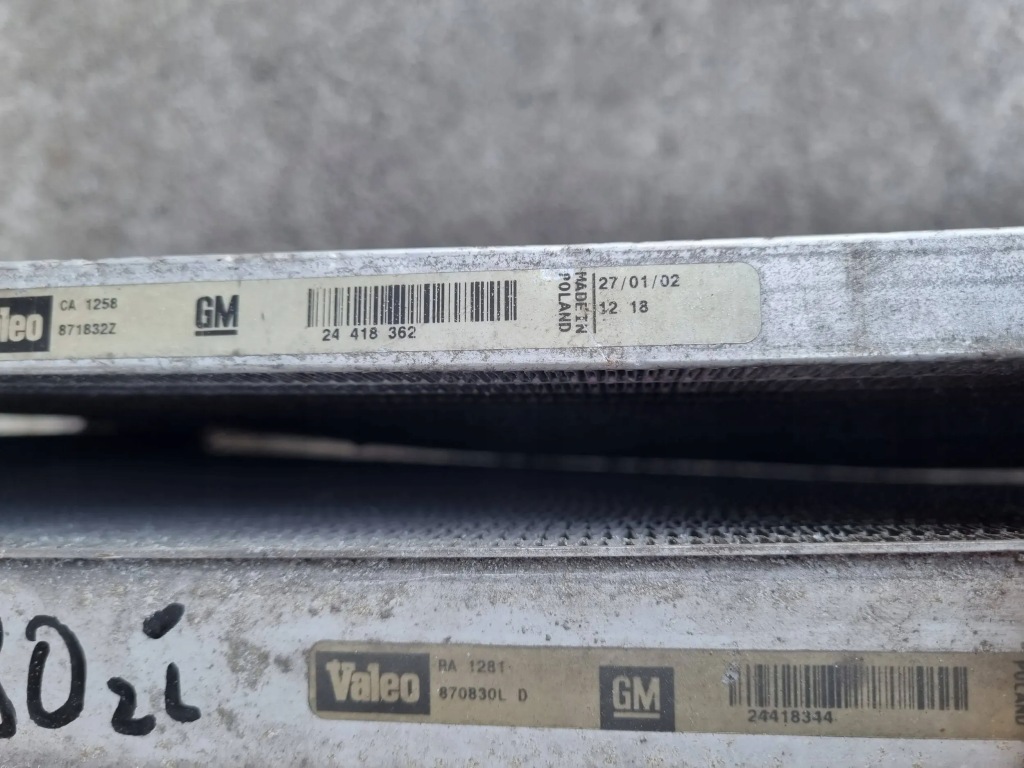 Valeo
CA 1258
871832Z
GM
24 418 362
MADE IN
POLAND
27/01/02
12 18
2i
Valeo
RA 1281
870830L D
GM
24418344
POLAND